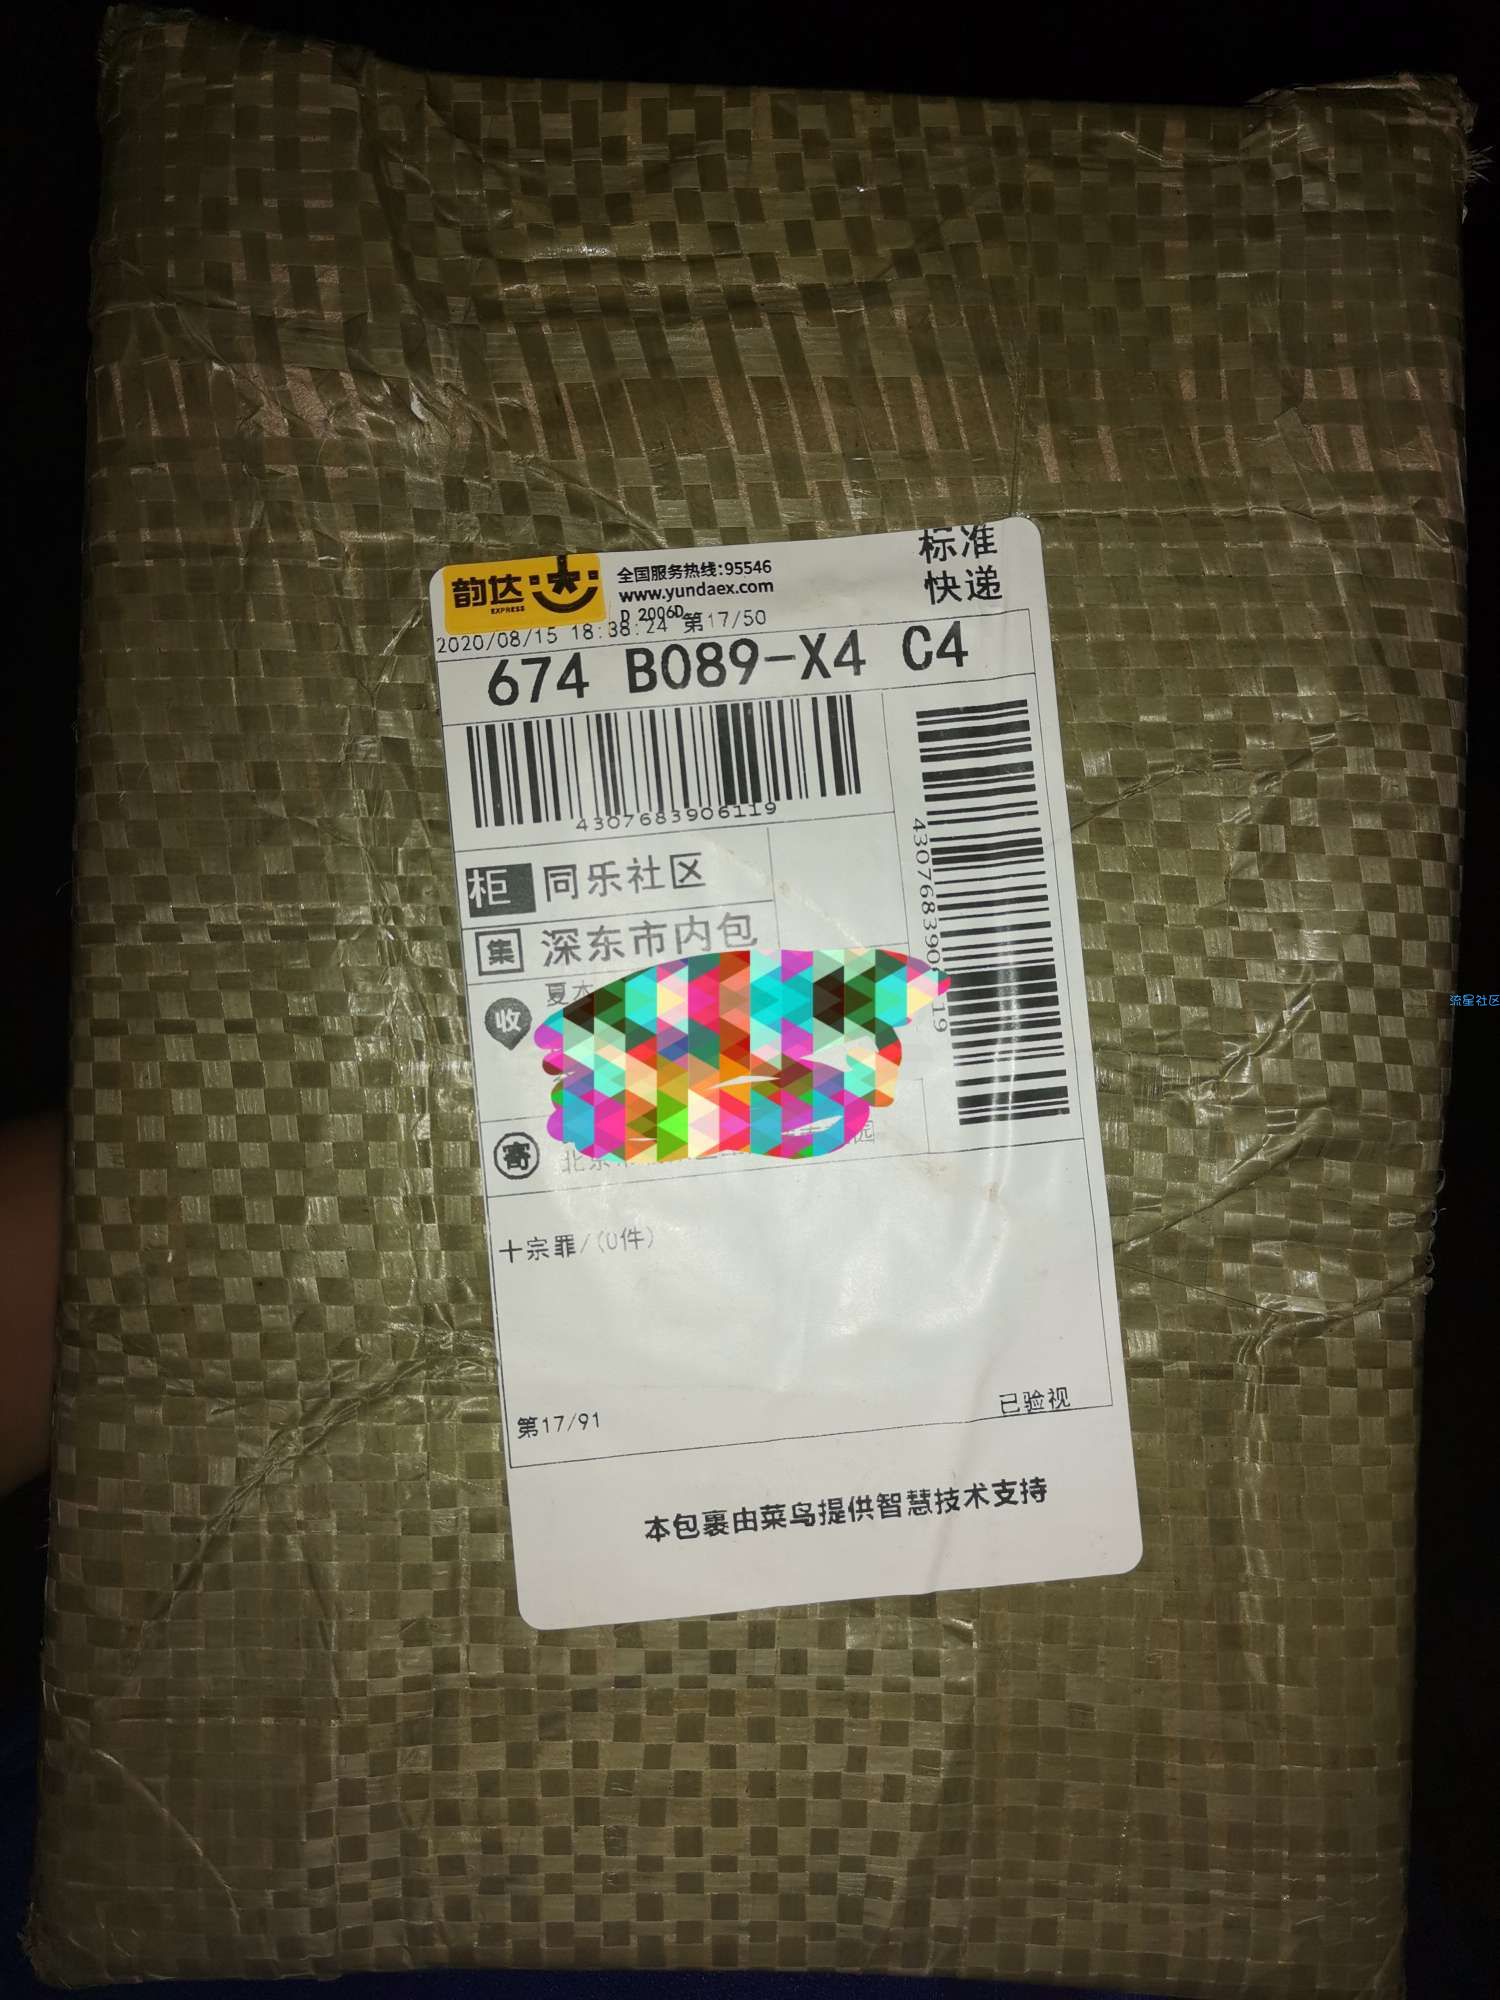 韵达
EXPRESS
全国服务热线:95546
www.yundaex.com
标准
快递
D 2006D
2020/08/15 18:38:24 第17/50
674 B089-X4 C4
4307683906119
柜 同乐社区
集 深东市内包
收
寄
北京
十宗罪/(0件)
第17/91
已验视
本包裹由菜鸟提供智慧技术支持
流星社区